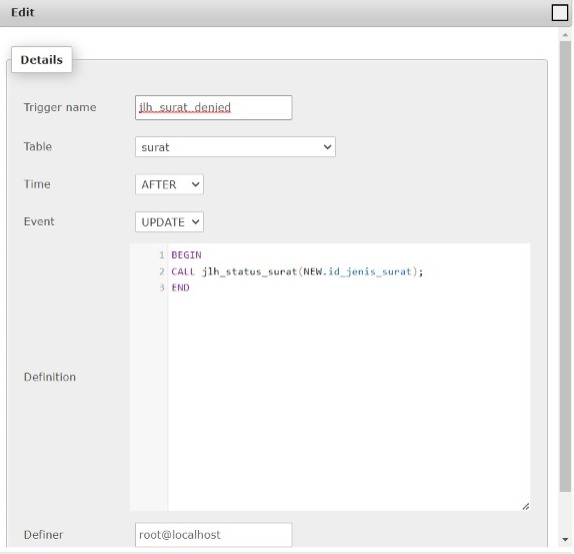 Edit
Details
Trigger name jlh_surat_denied
Table surat
Time AFTER
Event UPDATE
1 BEGIN
2 CALL jlh_status_surat(NEW.id_jenis_surat);
3 END
Definition
Definer root@localhost